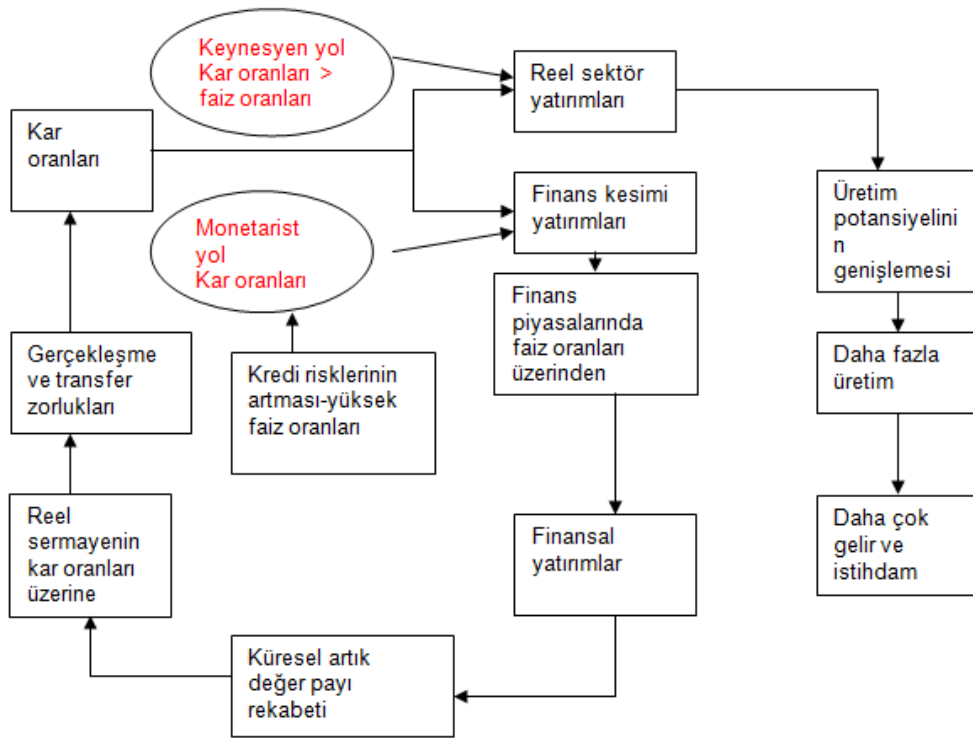 Keynesyen yol
Kar oranları >
faiz oranları
Reel sektör
yatırımları
Kar
oranları
Finans kesimi
yatırımları
Üretim
potansiyelini
n
genişlemesi
Monetarist
yol
Kar oranları
Finans
piyasalarında
faiz oranları
üzerinden
Gerçekleşme
ve transfer
zorlukları
Kredi risklerinin
artması-yüksek
faiz oranları
Daha fazla
üretim
Reel
sermayenin
kar oranları
üzerine
Finansal
yatırımlar
Daha çok
gelir ve
istihdam
Küresel artık
değer payı
rekabeti